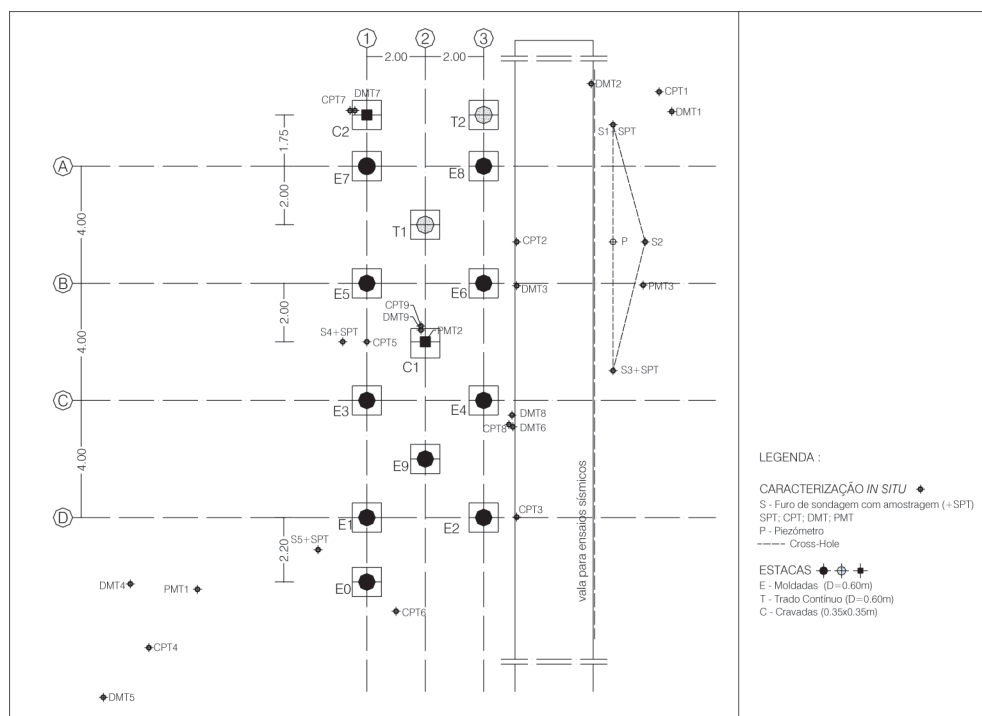 1
2
3
2.00
2.00
DMT7
CPT7
C2
T2
DMT2
CPT1
DMT1
S1+SPT
1.75
A
E7
E8
2.00
4.00
T1
CPT2
P
S2
B
E5
E6
DMT3
PMT3
CPT9
DMT9
PMT2
2.00
S4+SPT
CPT5
C1
4.00
S3+SPT
C
E3
E4
DMT8
CPT8
DMT6
E9
4.00
D
E1
E2
CPT3
S5+SPT
2.20
E0
DMT4
PMT1
CPT6
CPT4
DMT5
vala para ensaios sísmicos
LEGENDA :
CARACTERIZAÇÃO IN SITU
S - Furo de sondagem com amostragem (+SPT)
SPT; CPT; DMT; PMT
P - Piezómetro
Cross-Hole
ESTACAS
E - Moldadas (D=0.60m)
T - Trado Contínuo (D=0.60m)
C - Cravadas (0.35x0.35m)